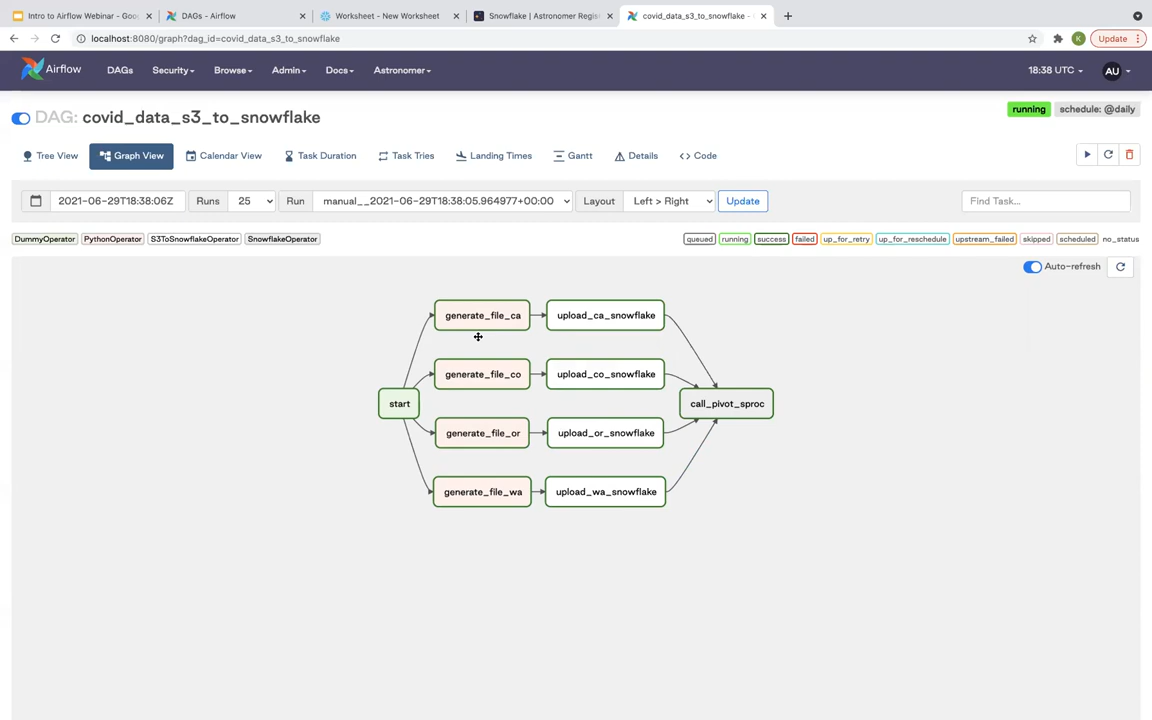 Intro to Airflow Webinar - Goo
DAGs - Airflow
Worksheet - New Worksheet
Snowflake | Astronomer Regis
covid_data_s3_to_snowflake -
localhost:8080/graph?dag_id=covid_data_s3_to_snowflake
K
Update
Airflow
DAGs
Security
Browse
Admin
Docs
Astronomer
18:38 UTC
AU
DAG: covid_data_s3_to_snowflake
running
schedule: @daily
Tree View
Graph View
Calendar View
Task Duration
Task Tries
Landing Times
Gantt
Details
<> Code
2021-06-29T18:38:06Z
Runs
25
Run
manual__2021-06-29T18:38:05.964977+00:00
Layout
Left > Right
Update
Find Task...
DummyOperator
PythonOperator
S3ToSnowflakeOperator
SnowflakeOperator
queued
running
success
failed
up_for_retry
up_for_reschedule
upstream_failed
skipped
scheduled
no_status
Auto-refresh
generate_file_ca
upload_ca_snowflake
generate_file_co
upload_co_snowflake
start
call_pivot_sproc
generate_file_or
upload_or_snowflake
generate_file_wa
upload_wa_snowflake